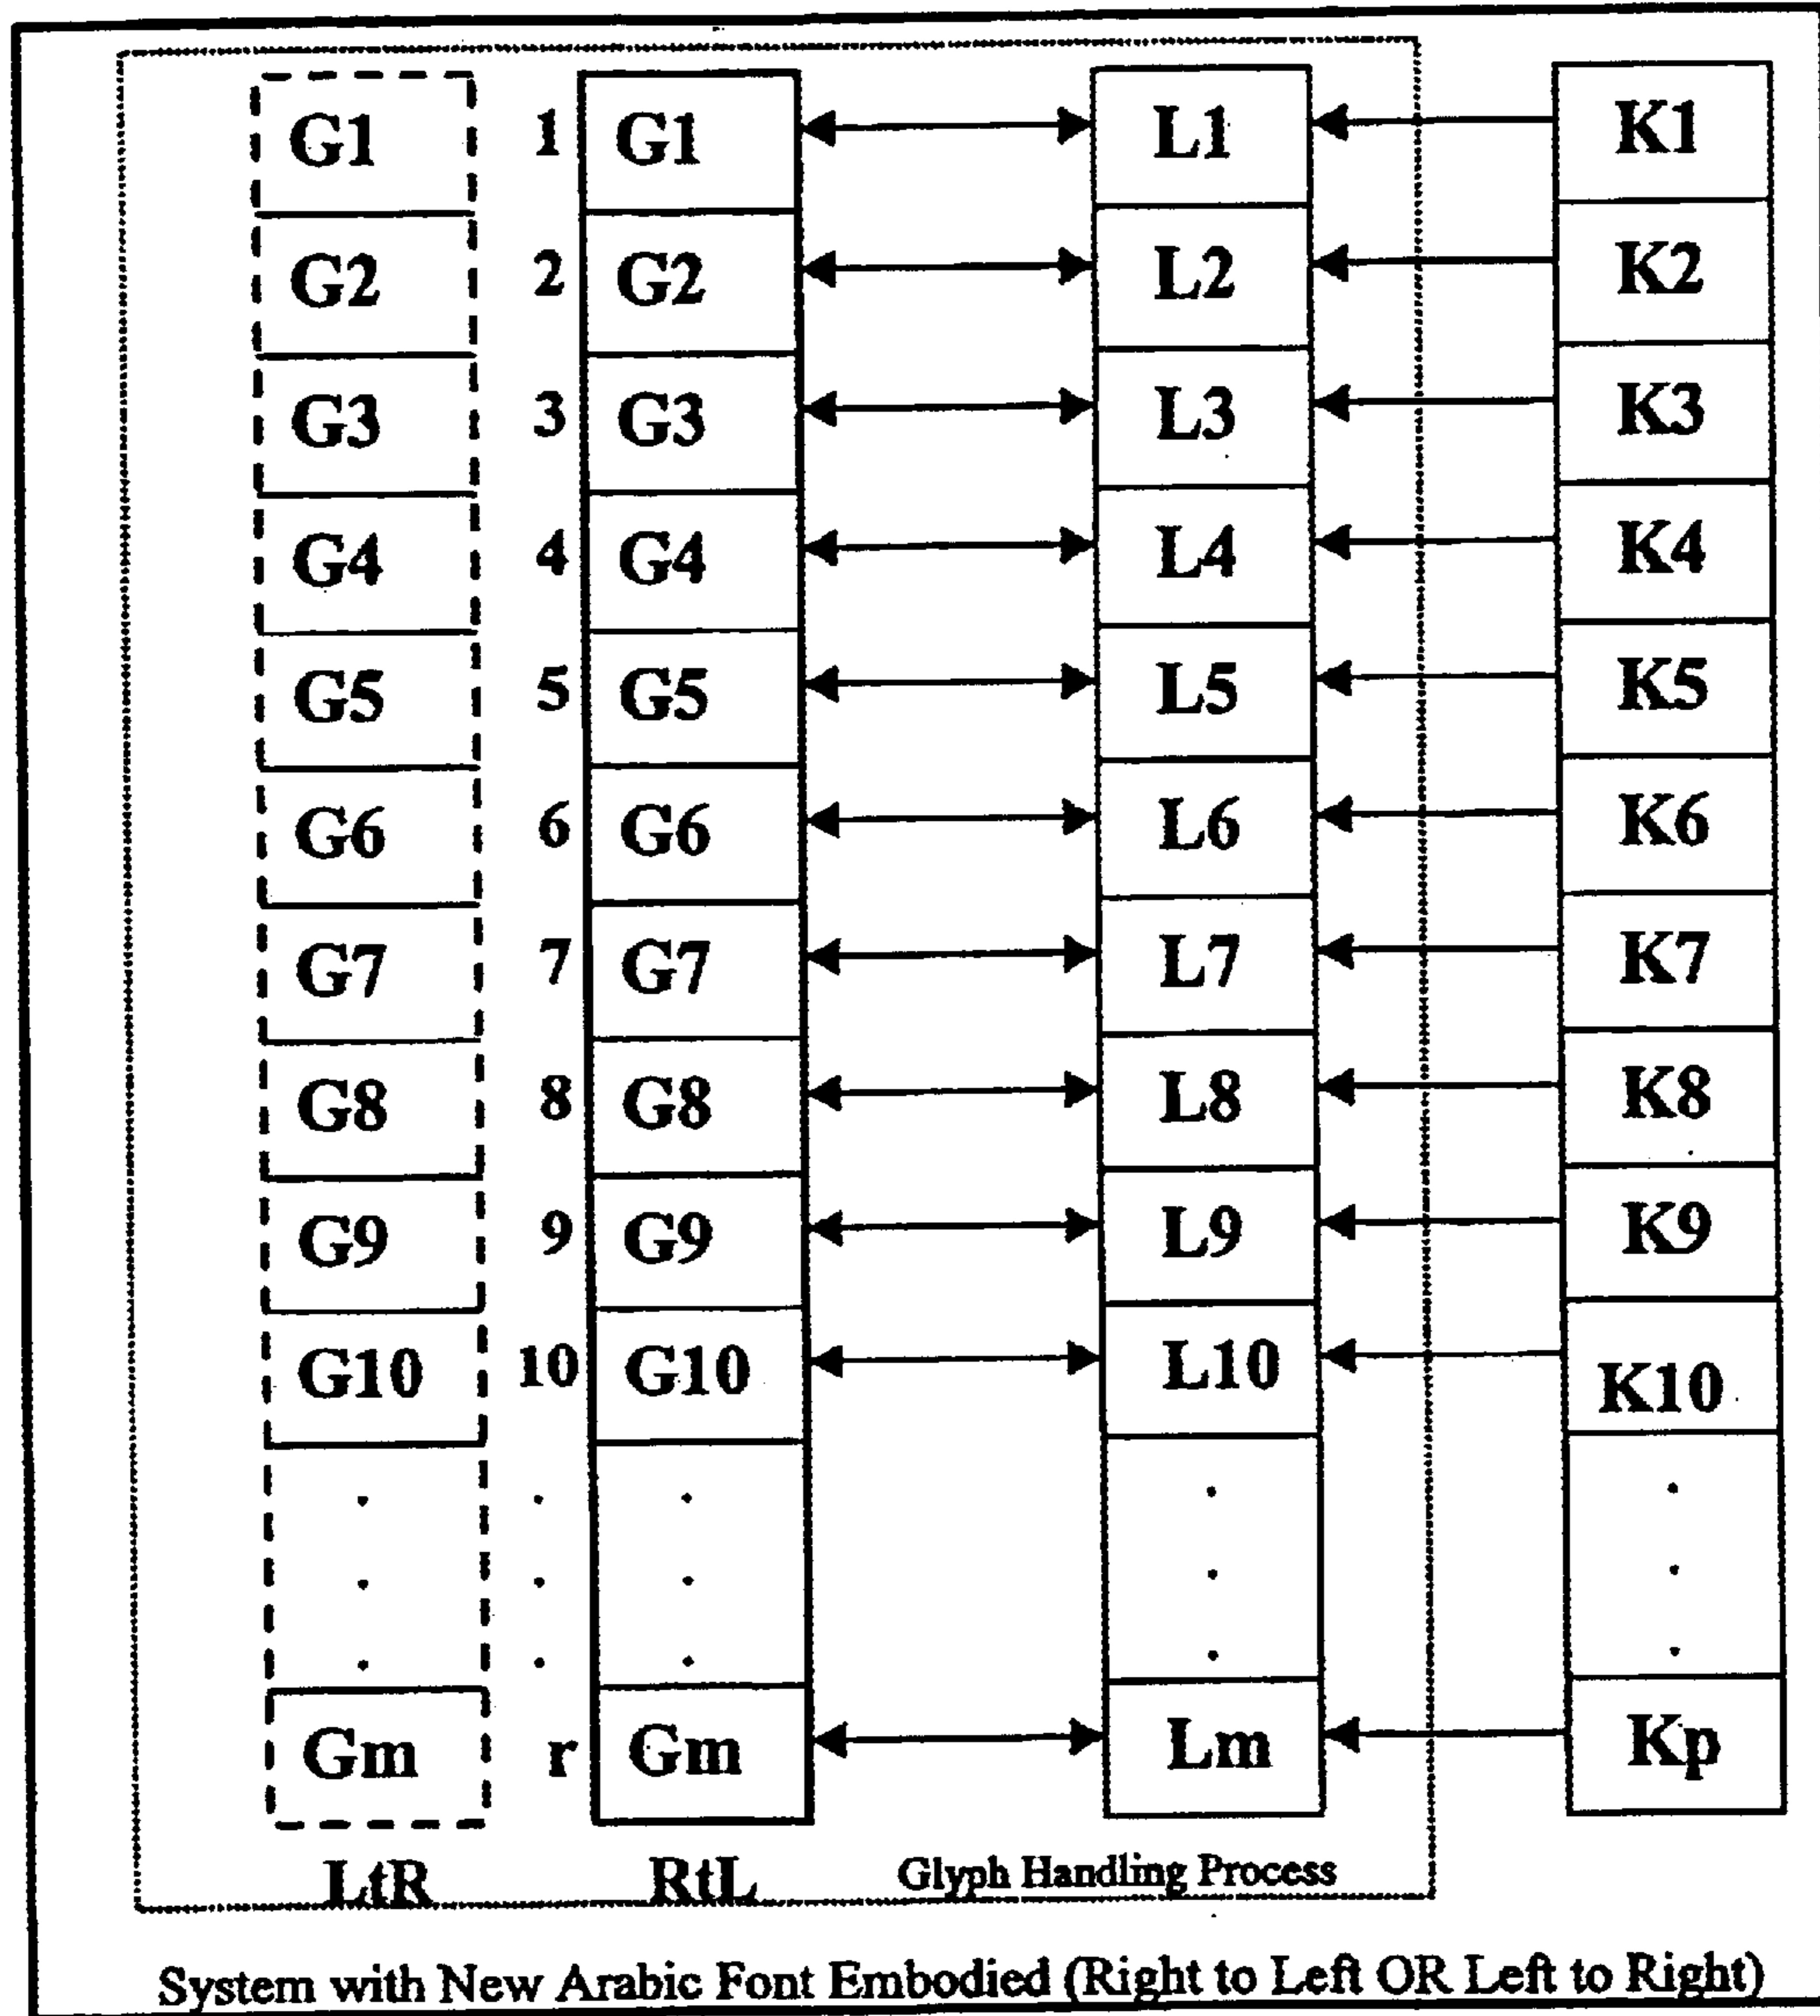 G1 1 G1 L1 K1
G2 2 G2 L2 K2
G3 3 G3 L3 K3
G4 4 G4 L4 K4
G5 5 G5 L5 K5
G6 6 G6 L6 K6
G7 7 G7 L7 K7
G8 8 G8 L8 K8
G9 9 G9 L9 K9
G10 10 G10 L10 K10
. . . . .
. . . . .
. . . . .
Gm r Gm Lm Kp
LtR RtL Glyph Handling Process
System with New Arabic Font Embodied (Right to Left OR Left to Right)